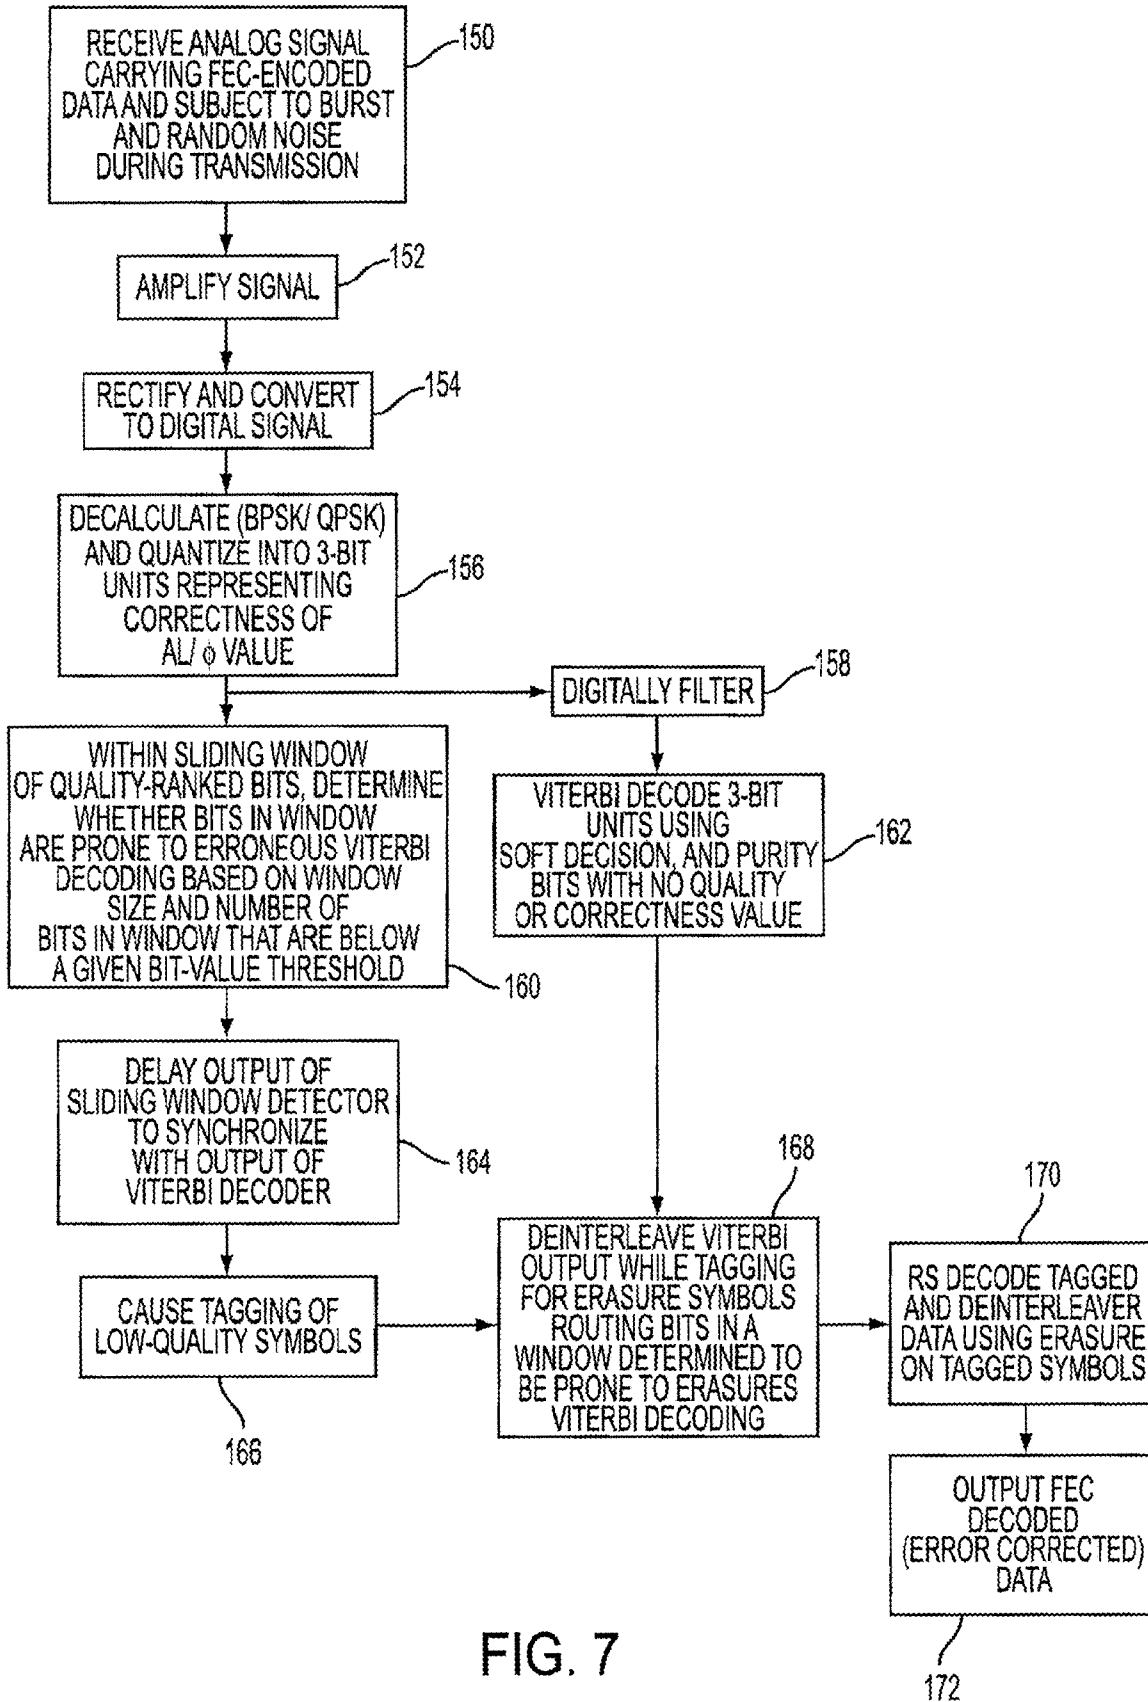 RECEIVE ANALOG SIGNAL
CARRYING FEC-ENCODED
DATA AND SUBJECT TO BURST
AND RANDOM NOISE
DURING TRANSMISSION
150
AMPLIFY SIGNAL
152
RECTIFY AND CONVERT
TO DIGITAL SIGNAL
154
DECALCULATE (BPSK/ QPSK)
AND QUANTIZE INTO 3-BIT
UNITS REPRESENTING
CORRECTNESS OF
AL/ ϕ VALUE
156
DIGITALLY FILTER
158
WITHIN SLIDING WINDOW
OF QUALITY-RANKED BITS, DETERMINE
WHETHER BITS IN WINDOW
ARE PRONE TO ERRONEOUS VITERBI
DECODING BASED ON WINDOW
SIZE AND NUMBER OF
BITS IN WINDOW THAT ARE BELOW
A GIVEN BIT-VALUE THRESHOLD
160
VITERBI DECODE 3-BIT
UNITS USING
SOFT DECISION, AND PURITY
BITS WITH NO QUALITY
OR CORRECTNESS VALUE
162
DELAY OUTPUT OF
SLIDING WINDOW DETECTOR
TO SYNCHRONIZE
WITH OUTPUT OF
VITERBI DECODER
164
CAUSE TAGGING OF
LOW-QUALITY SYMBOLS
166
DEINTERLEAVE VITERBI
OUTPUT WHILE TAGGING
FOR ERASURE SYMBOLS
ROUTING BITS IN A
WINDOW DETERMINED TO
BE PRONE TO ERASURES
VITERBI DECODING
168
RS DECODE TAGGED
AND DEINTERLEAVER
DATA USING ERASURE
ON TAGGED SYMBOLS
170
OUTPUT FEC
DECODED
(ERROR CORRECTED)
DATA
172
FIG. 7